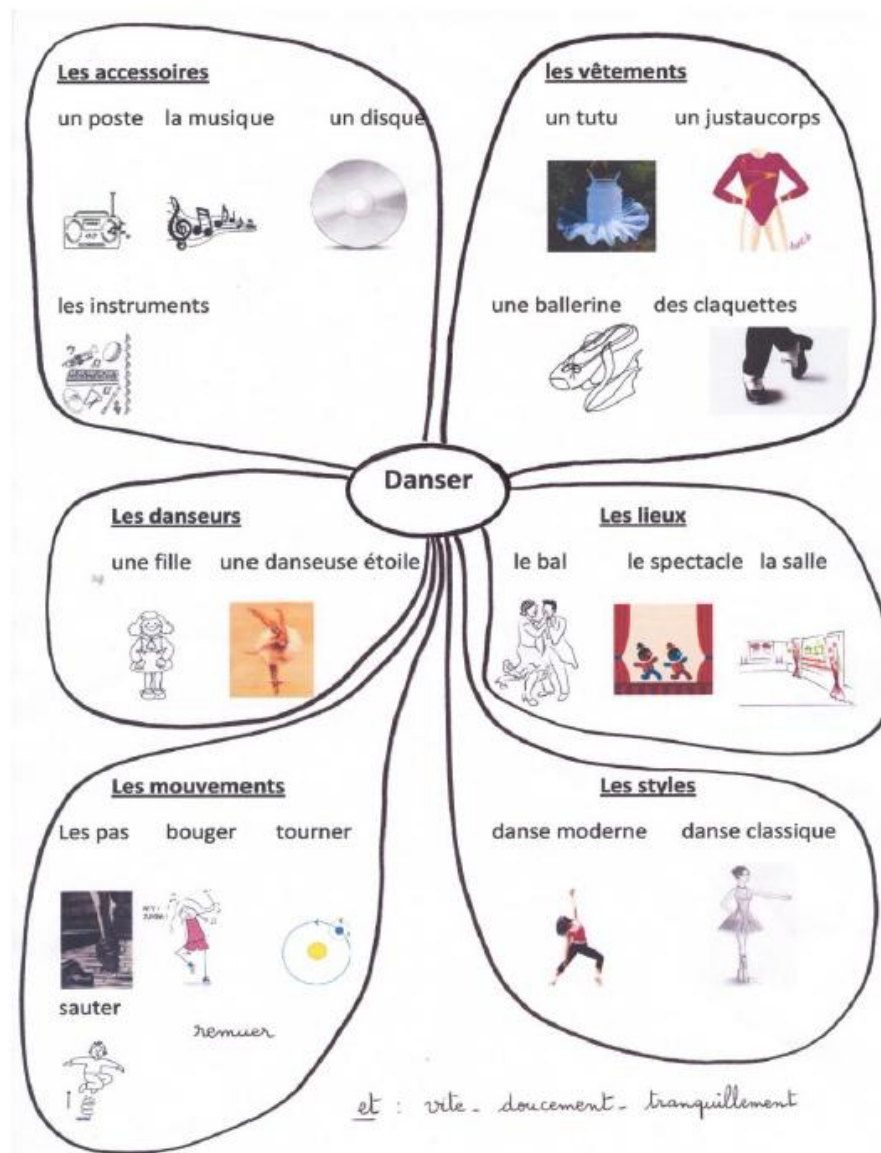 Les accessoires
un poste la musique un disque
les instruments
les vêtements
un tutu un justaucorps
une ballerine des claquettes
Danser
Les danseurs
une fille une danseuse étoile
Les lieux
le bal le spectacle la salle
Les mouvements
Les pas bouger tourner
sauter
remuer
Les styles
danse moderne danse classique
et : vite - doucement - tranquillement